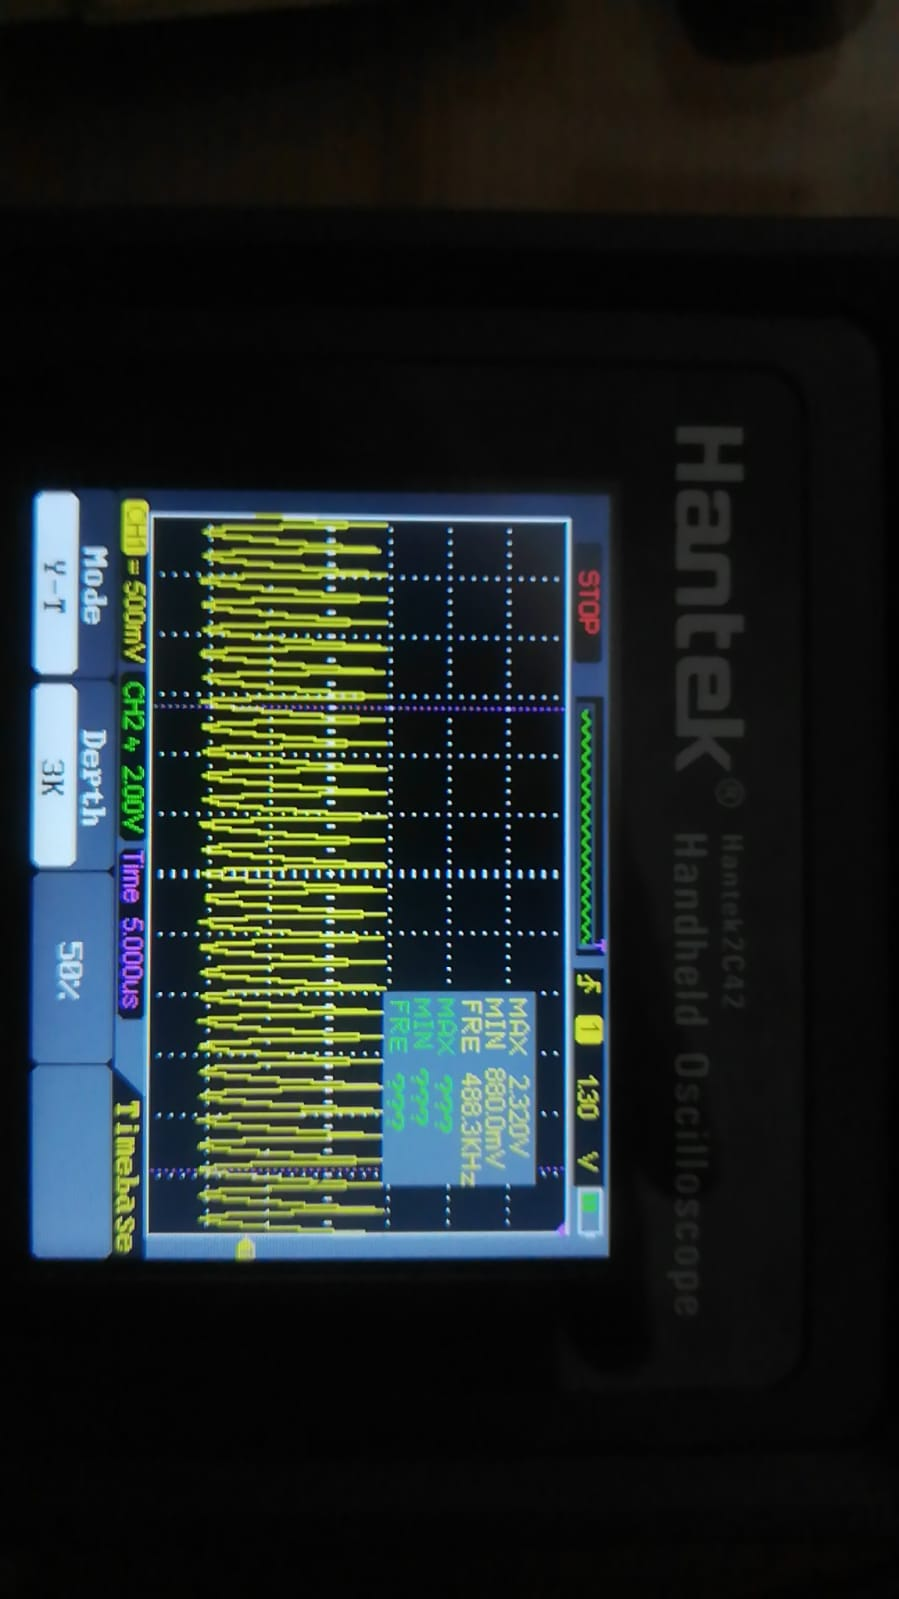 Hantek® Hantek2C42
Handheld Oscilloscope
STOP
T
1
1.30 V
MAX 2.320V
MIN 880.0mV
FRE 488.3KHz
MAX ???
MIN ???
FRE ???
CH1 = 500mV CH2 2.00V Time 5.000us Timebase
Mode Depth
Y-T 3K 50%